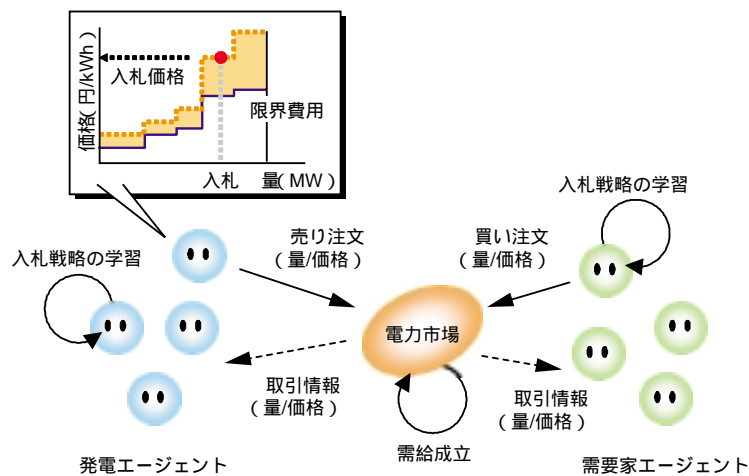 価格( 円/kWh)
入札価格
限界費用
入札 量( MW )
入札戦略の学習
売り注文
( 量/価格 )
買い注文
( 量/価格 )
入札戦略の学習
電力市場
取引情報
( 量/価格 )
取引情報
( 量/価格 )
需給成立
発電エージェント
需要家エージェント